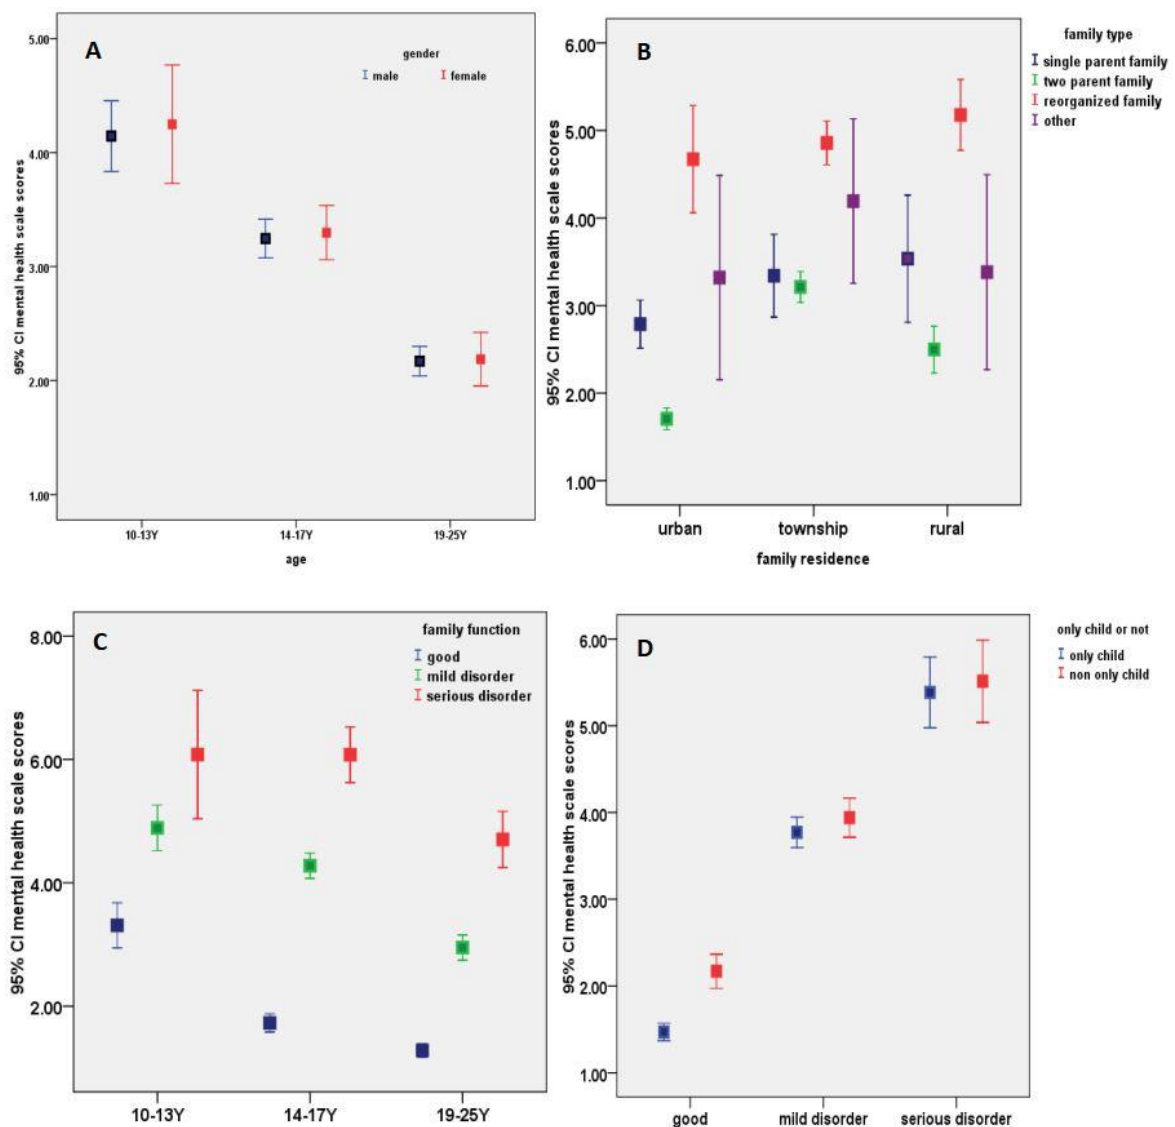 A
gender
male female
95% CI mental health scale scores
5.00
4.00
3.00
2.00
1.00
10-13Y 14-17Y 19-25Y
age
B
family type
single parent family
two parent family
reorganized family
other
95% CI mental health scale scores
6.00
5.00
4.00
3.00
2.00
1.00
urban township rural
family residence
C
family function
good
mild disorder
serious disorder
95% CI mental health scale scores
8.00
6.00
4.00
2.00
10-13Y 14-17Y 19-25Y
D
only child or not
only child
non only child
95% CI mental health scale scores
6.00
5.00
4.00
3.00
2.00
1.00
good mild disorder serious disorder